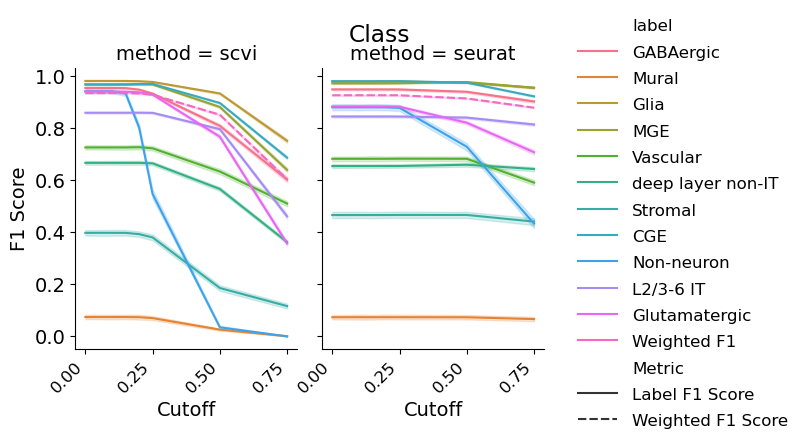 Class
method = scvi
method = seurat
F1 Score
1.0
0.8
0.6
0.4
0.2
0.0
0.00
0.25
0.50
0.75
Cutoff
0.00
0.25
0.50
0.75
Cutoff
label
GABAergic
Mural
Glia
MGE
Vascular
deep layer non-IT
Stromal
CGE
Non-neuron
L2/3-6 IT
Glutamatergic
Weighted F1
Metric
Label F1 Score
Weighted F1 Score